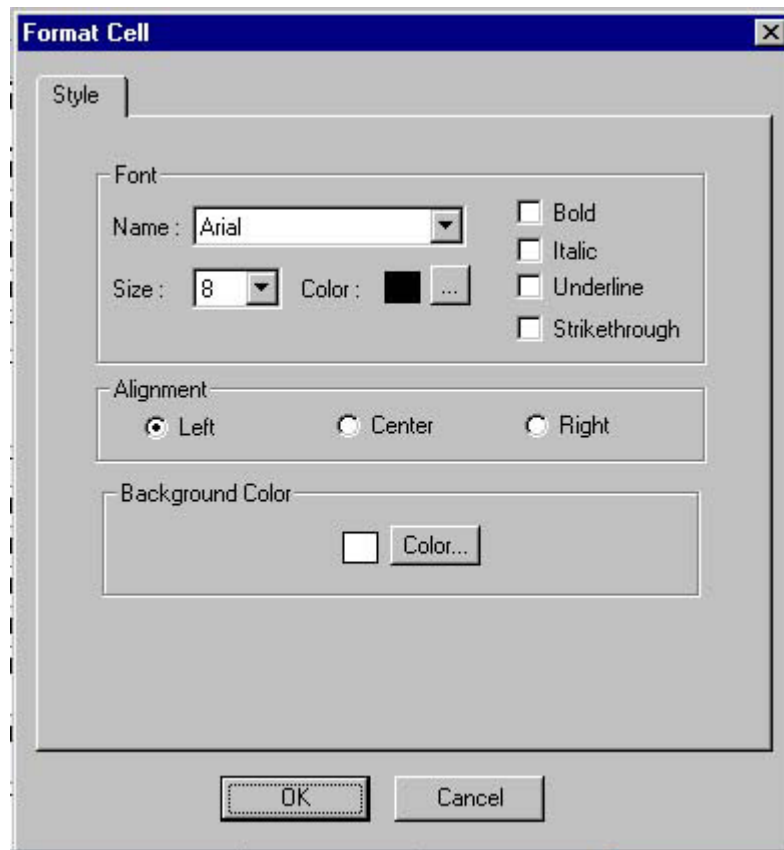 Format Cell
Style
Font
Name : Arial
Bold
Italic
Size : 8 Color : ...
Underline
Strikethrough
Alignment
Left Center Right
Background Color
Color...
OK Cancel